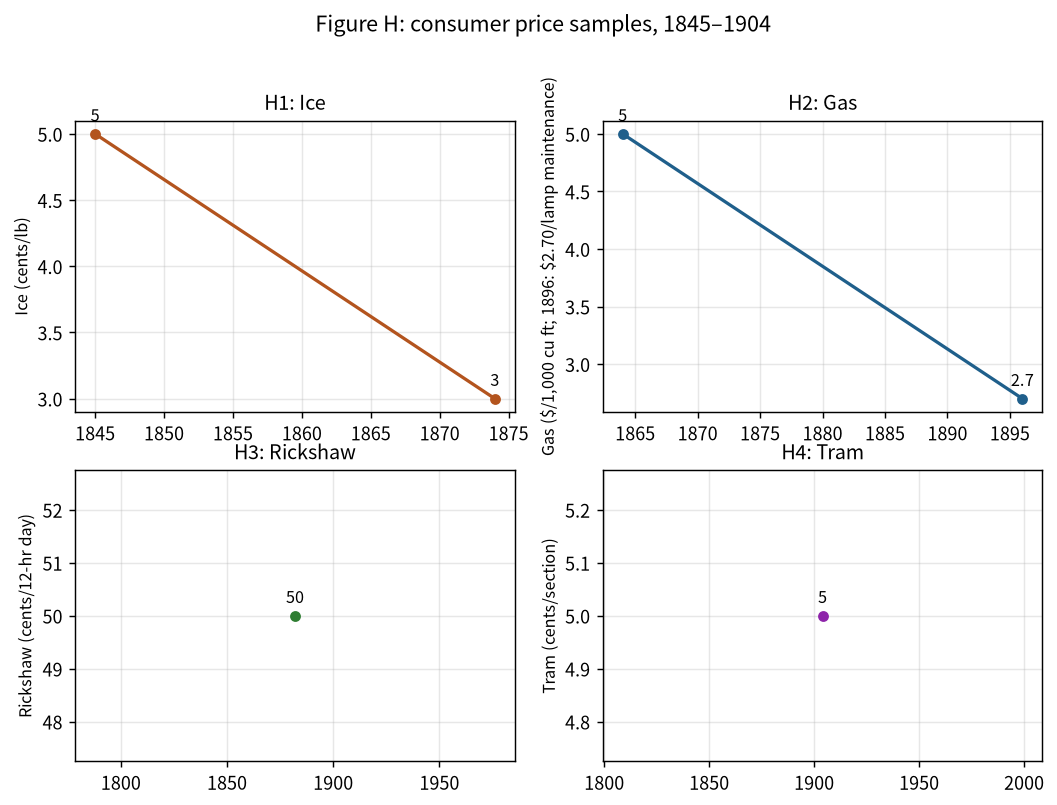 Figure H: consumer price samples, 1845–1904
H1: Ice
Ice (cents/lb)
5.0
4.5
4.0
3.5
3.0
5
3
1845 1850 1855 1860 1865 1870 1875
H2: Gas
Gas ($/1,000 cu ft; 1896: $2.70/lamp maintenance)
5.0
4.5
4.0
3.5
3.0
5
2.7
1865 1870 1875 1880 1885 1890 1895
H3: Rickshaw
Rickshaw (cents/12-hr day)
52
51
50
49
48
50
1800 1850 1900 1950
H4: Tram
Tram (cents/section)
5.2
5.1
5.0
4.9
4.8
5
1800 1850 1900 1950 2000